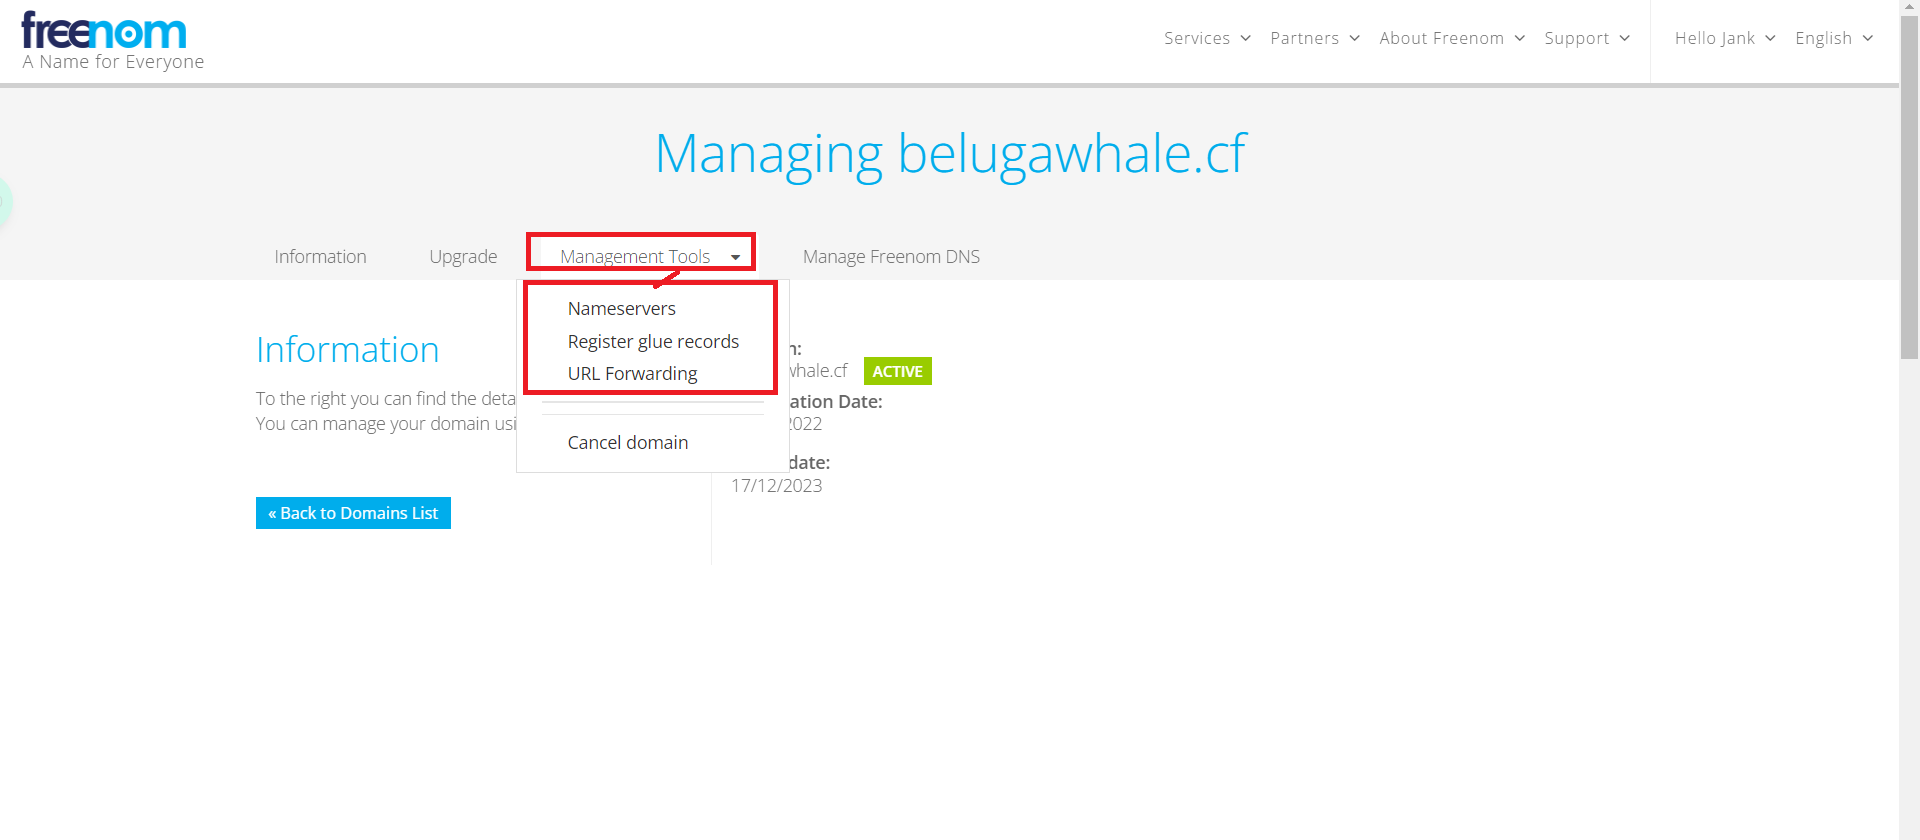 freenom
A Name for Everyone
Services
Partners
About Freenom
Support
Hello Jank
English
Managing belugawhale.cf
Information
Upgrade
Management Tools
Manage Freenom DNS
Nameservers
Register glue records
URL Forwarding
Cancel domain
Information
To the right you can find the deta
You can manage your domain usi
« Back to Domains List
n:
whale.cf ACTIVE
ation Date:
2022
date:
17/12/2023